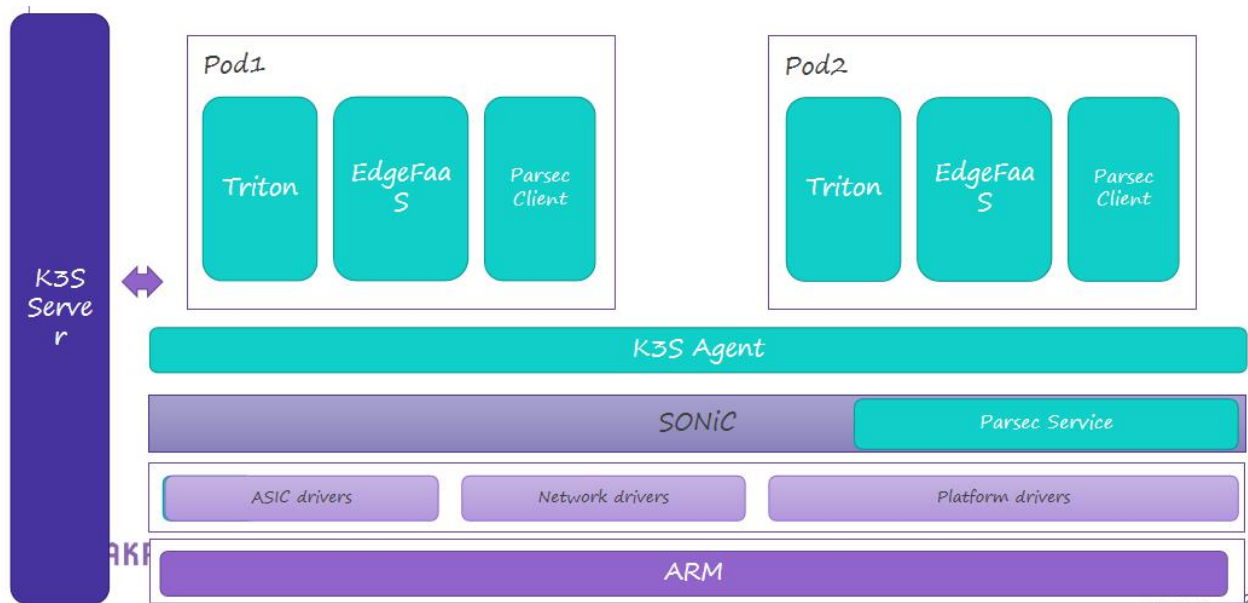 Pod1
Triton
EdgeFaa
S
Parsec
Client
Pod2
Triton
EdgeFaa
S
Parsec
Client
K3S
Serve
r
K3S Agent
SONiC
Parsec Service
ASIC drivers
Network drivers
Platform drivers
ARM